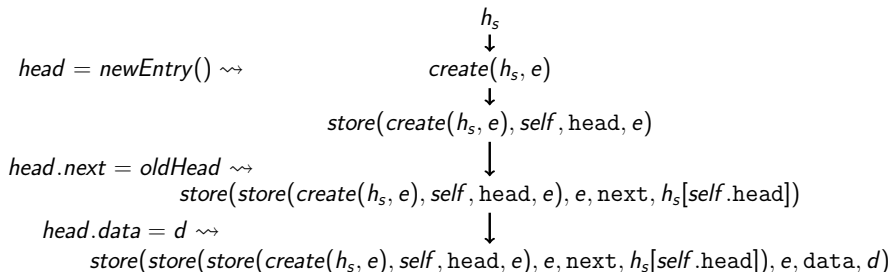 h_s
head = newEntry() ⇝ create(h_s, e)
store(create(h_s, e), self, head, e)
head.next = oldHead ⇝
store(store(create(h_s, e), self, head, e), e, next, h_s[self.head])
head.data = d ⇝
store(store(store(create(h_s, e), self, head, e), e, next, h_s[self.head]), e, data, d)